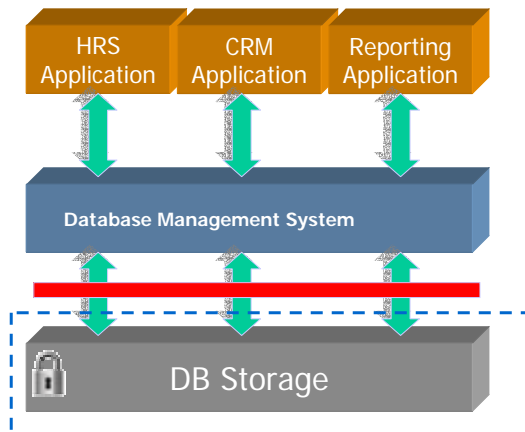 HRS
Application
CRM
Application
Reporting
Application
Database Management System
DB Storage